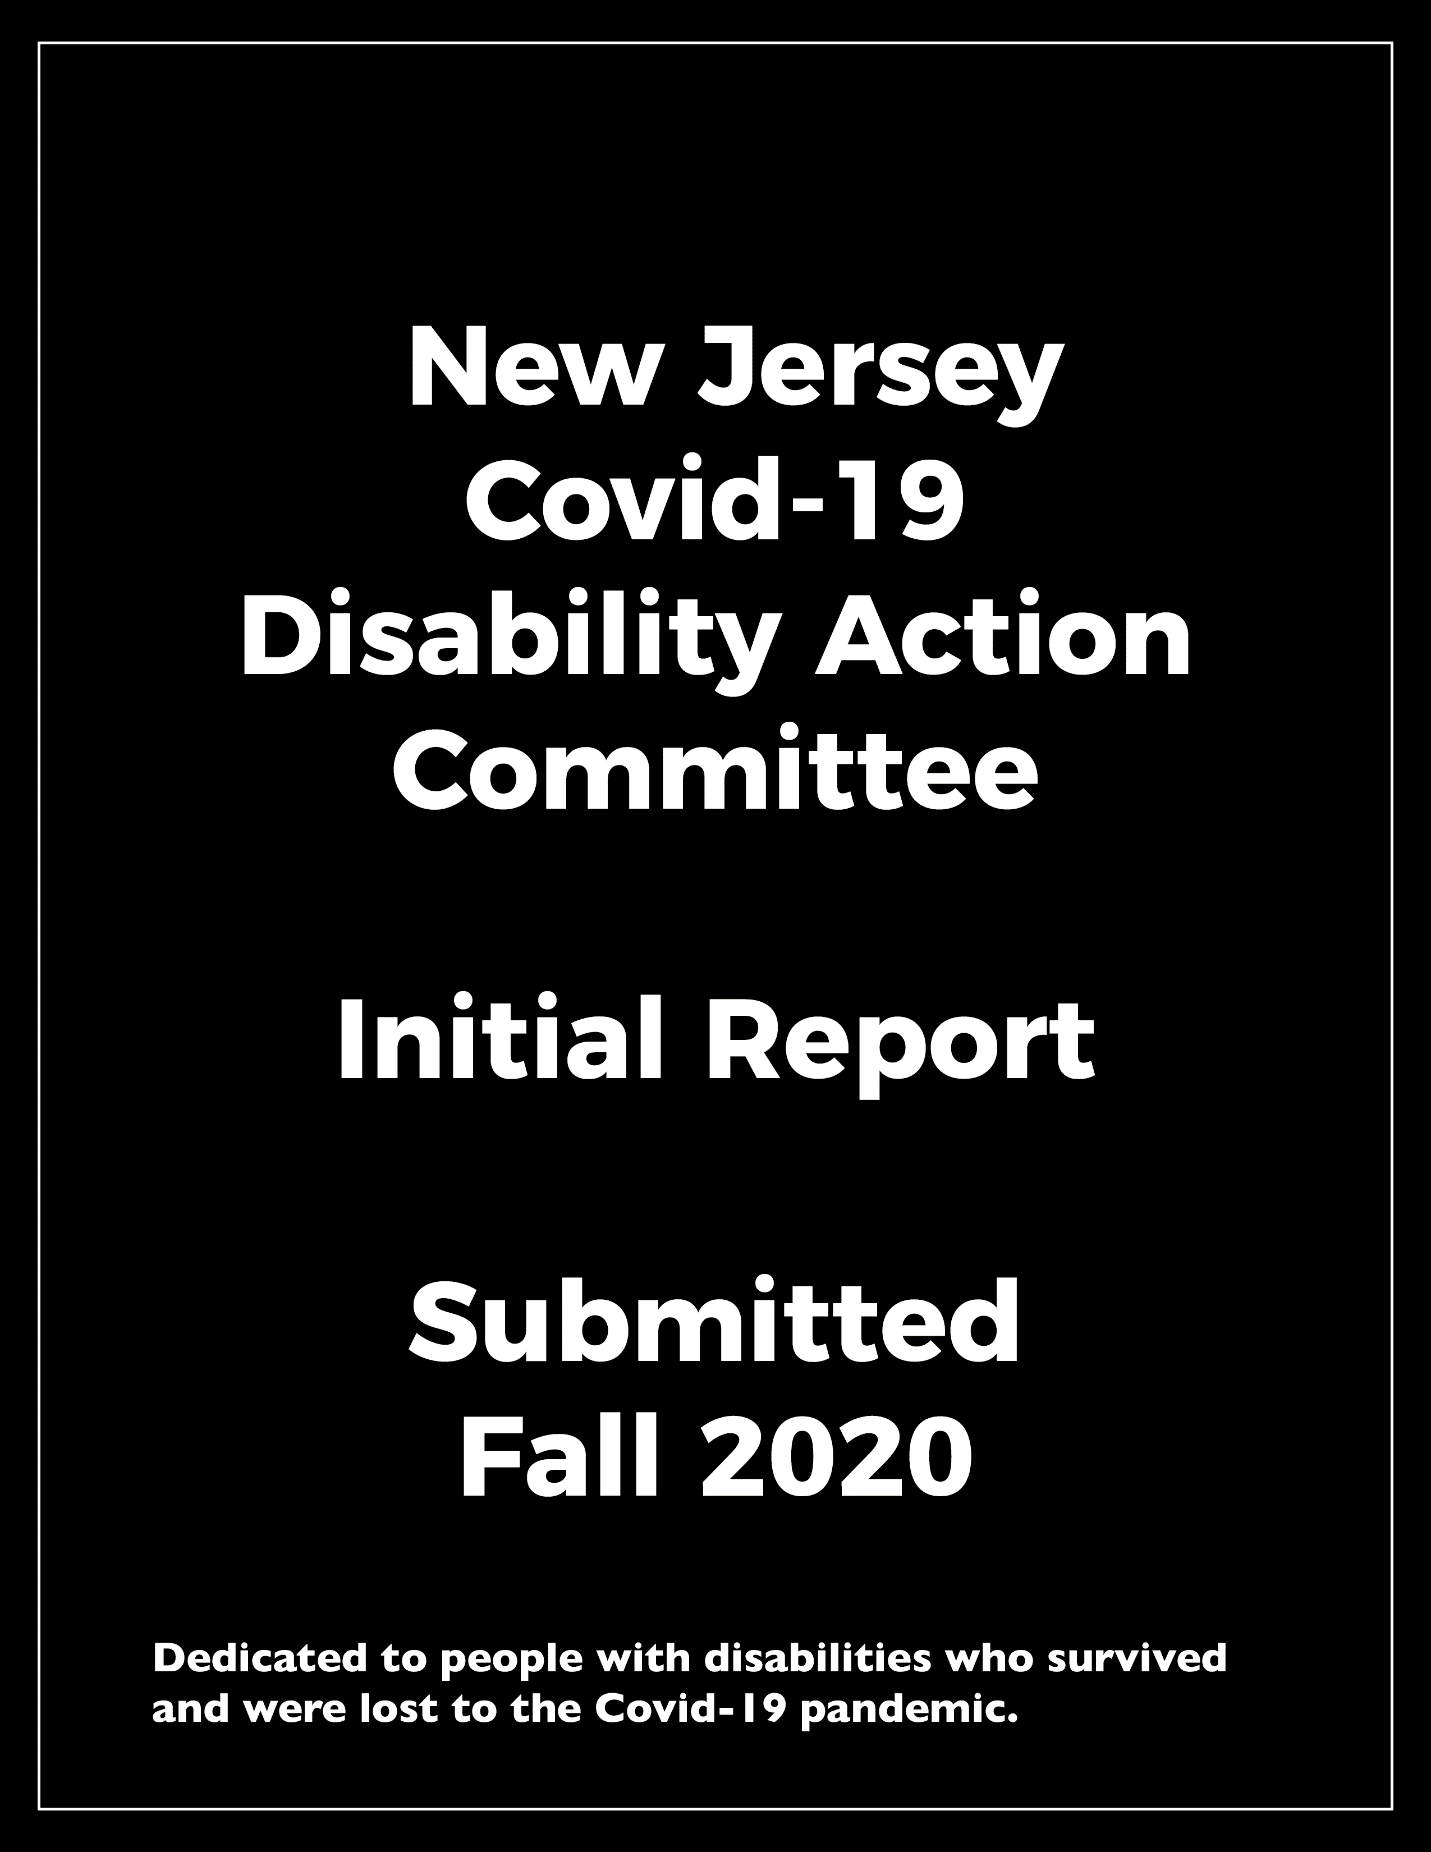 New Jersey
Covid-19
Disability Action
Committee
Initial Report
Submitted
Fall 2020
Dedicated to people with disabilities who survived
and were lost to the Covid-19 pandemic.